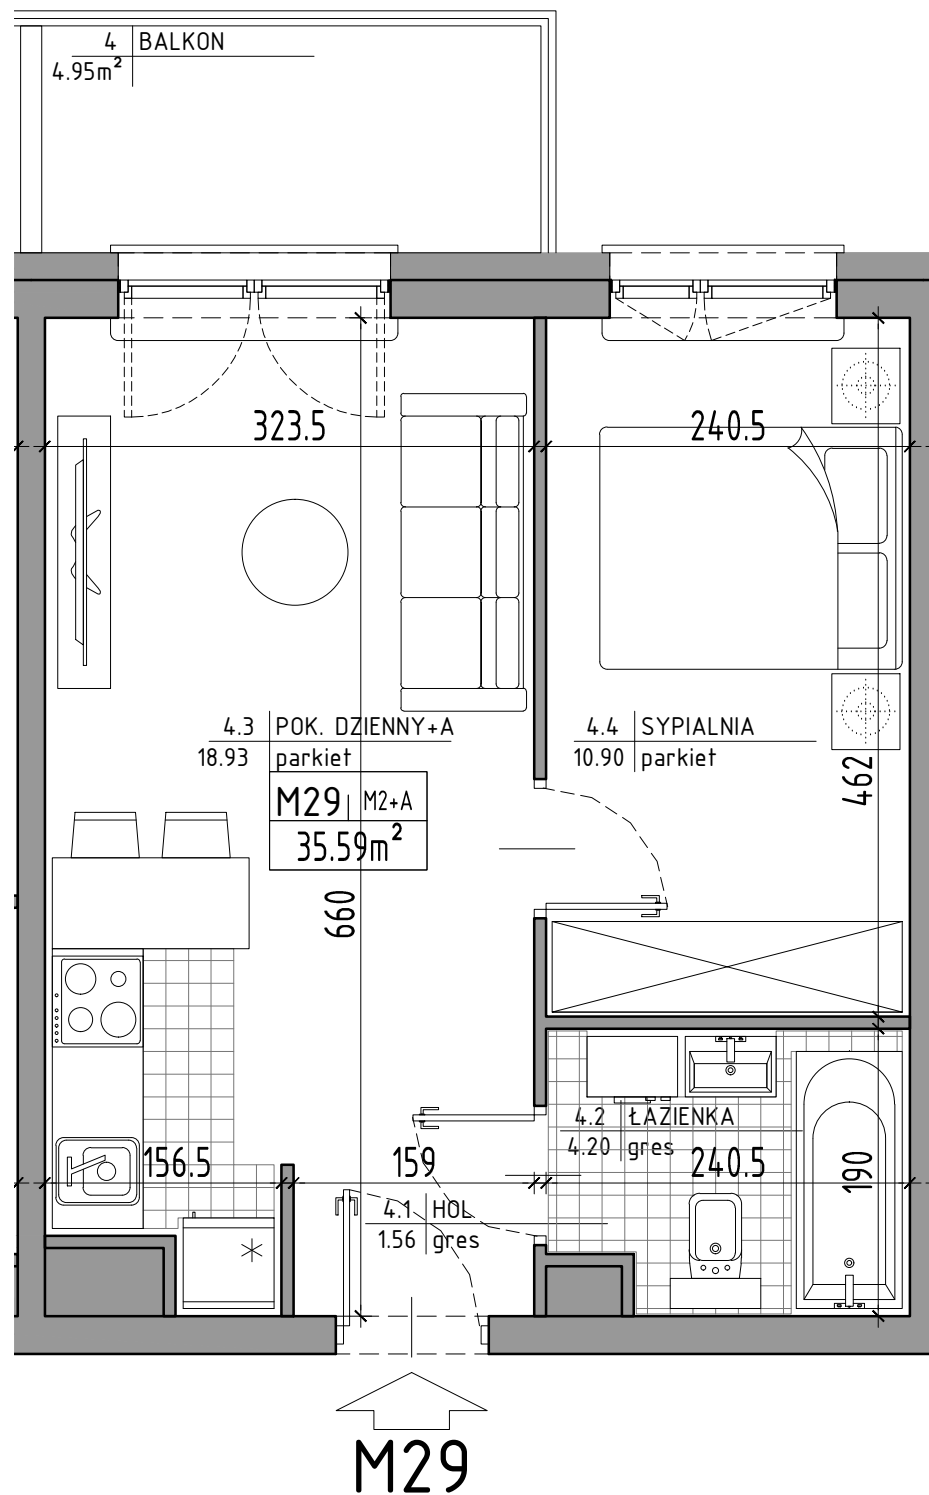 4 BALKON
4.95m²
323.5
240.5
4.3 POK. DZIENNY+A
18.93 parkiet
4.4 SYPIALNIA
10.90 parkiet
M29 M2+A
35.59m²
462
660
4.2 ŁAZIENKA
4.20 gres
156.5
159
240.5
190
4.1 HOL
1.56 gres
M29